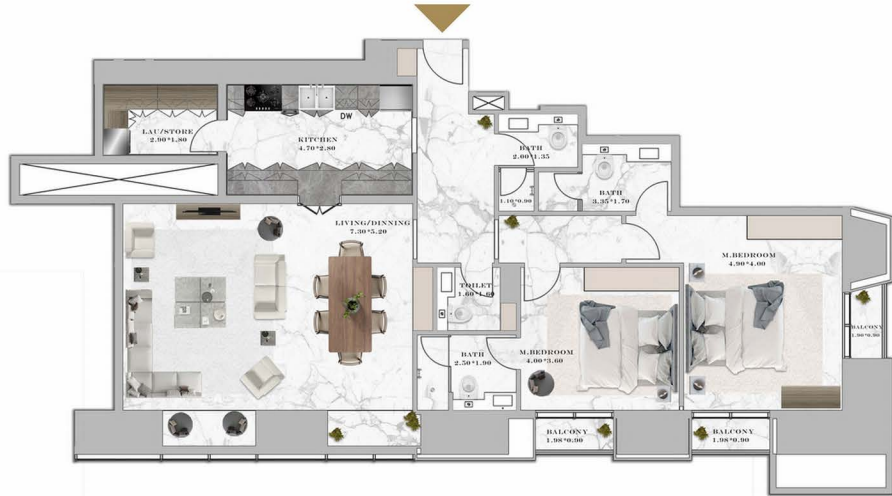 DW
LAU/STORE
2.90*1.80
KITCHEN
4.70*2.80
BATH
2.00*1.35
BATH
3.35*1.70
1.10*0.90
LIVING/DINNING
7.30*5.20
M.BEDROOM
4.90*4.00
TOILET
1.60*1.60
BALCONY
1.90*0.90
BATH
2.50*1.90
M.BEDROOM
4.00*3.60
BALCONY
1.98*0.90
BALCONY
1.98*0.90